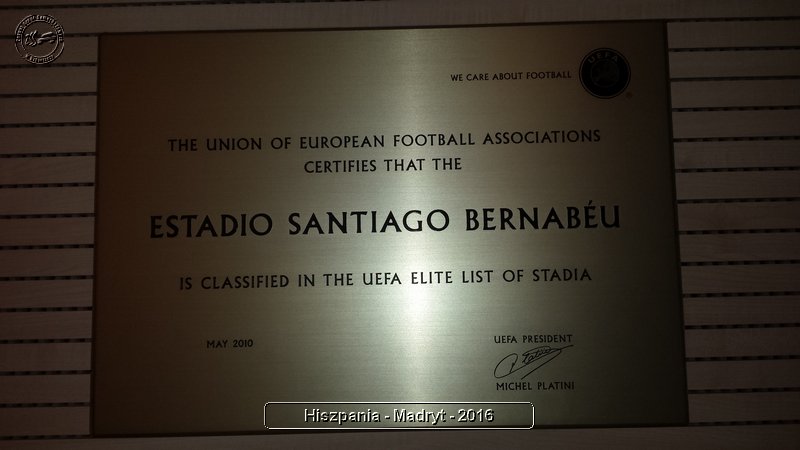 WE CARE ABOUT FOOTBALL
UEFA
THE UNION OF EUROPEAN FOOTBALL ASSOCIATIONS
CERTIFIES THAT THE
ESTADIO SANTIAGO BERNABÉU
IS CLASSIFIED IN THE UEFA ELITE LIST OF STADIA
MAY 2010
UEFA PRESIDENT
MICHEL PLATINI
Hiszpania - Madryt - 2016